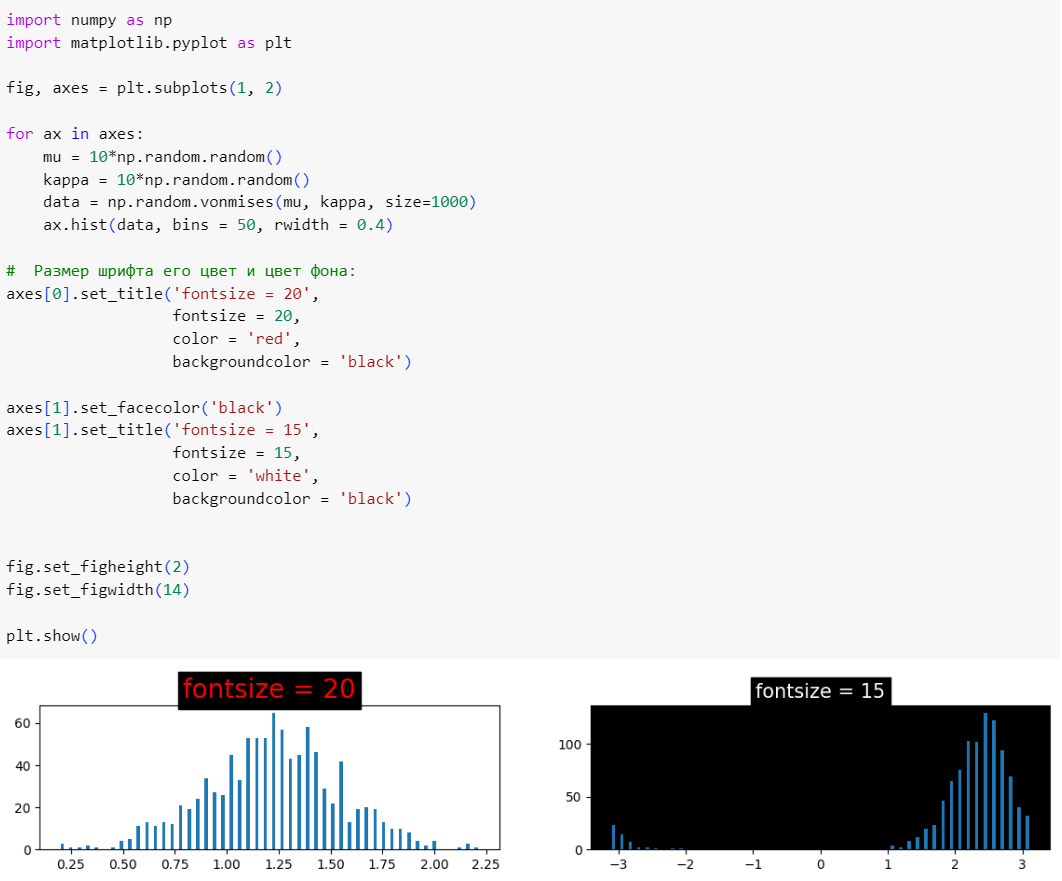 import numpy as np
import matplotlib.pyplot as plt
fig, axes = plt.subplots(1, 2)
for ax in axes:
    mu = 10*np.random.random()
    kappa = 10*np.random.random()
    data = np.random.vonmises(mu, kappa, size=1000)
    ax.hist(data, bins = 50, rwidth = 0.4)
#  Размер шрифта его цвет и цвет фона:
axes[0].set_title('fontsize = 20',
                  fontsize = 20,
                  color = 'red',
                  backgroundcolor = 'black')
axes[1].set_facecolor('black')
axes[1].set_title('fontsize = 15',
                  fontsize = 15,
                  color = 'white',
                  backgroundcolor = 'black')
fig.set_figheight(2)
fig.set_figwidth(14)
plt.show()
fontsize = 20
60
40
20
0
0.25 0.50 0.75 1.00 1.25 1.50 1.75 2.00 2.25
fontsize = 15
100
50
0
−3 −2 −1 0 1 2 3